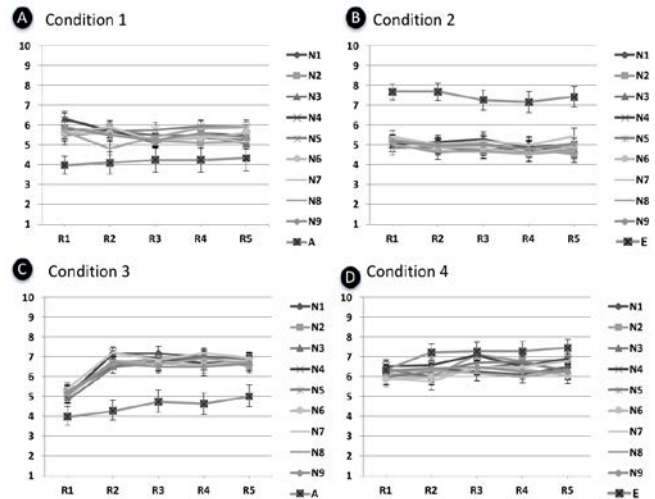 A Condition 1
10
9
8
7
6
5
4
3
2
1
R1 R2 R3 R4 R5
N1
N2
N3
N4
N5
N6
N7
N8
N9
A
B Condition 2
10
9
8
7
6
5
4
3
2
1
R1 R2 R3 R4 R5
N1
N2
N3
N4
N5
N6
N7
N8
N9
E
C Condition 3
10
9
8
7
6
5
4
3
2
1
R1 R2 R3 R4 R5
N1
N2
N3
N4
N5
N6
N7
N8
N9
A
D Condition 4
10
9
8
7
6
5
4
3
2
1
R1 R2 R3 R4 R5
N1
N2
N3
N4
N5
N6
N7
N8
N9
E